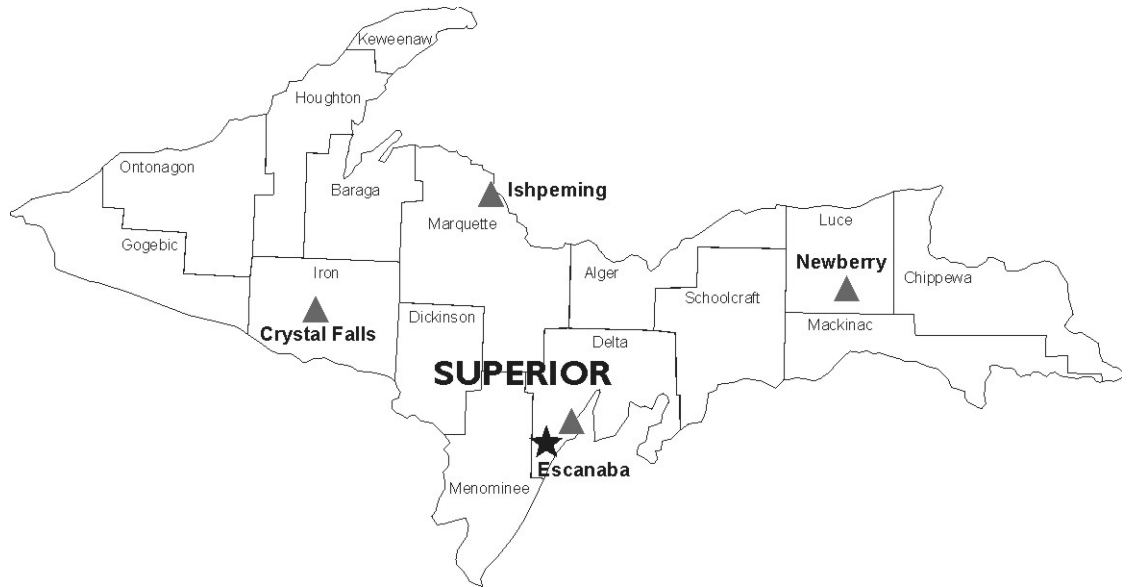 Keweenaw
Houghton
Ontonagon
Baraga
Ishpeming
Marquette
Luce
Gogebic
Newberry
Iron
Alger
Chippewa
Schoolcraft
Dickinson
Mackinac
Crystal Falls
Delta
SUPERIOR
Escanaba
Menominee